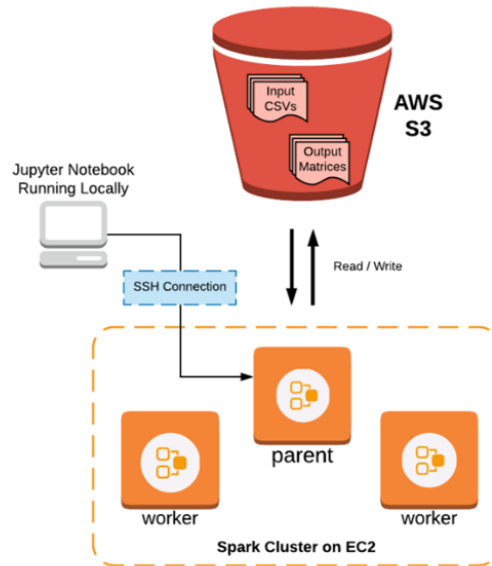 Input
CSVs
AWS
S3
Output
Matrices
Jupyter Notebook
Running Locally
SSH Connection
Read / Write
parent
worker
worker
Spark Cluster on EC2